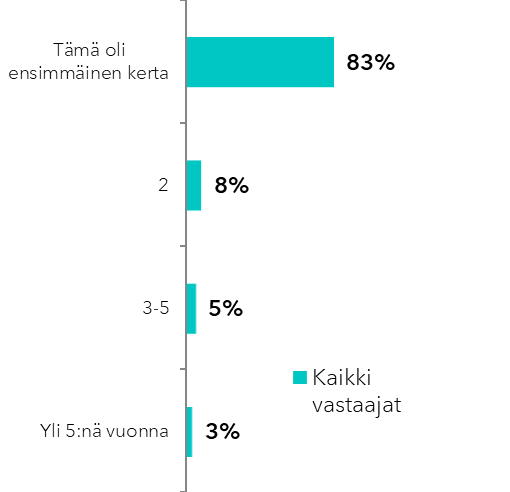 Tämä oli
ensimmäinen kerta
83%
2
8%
3-5
5%
Kaikki
vastaajat
Yli 5:nä vuonna
3%